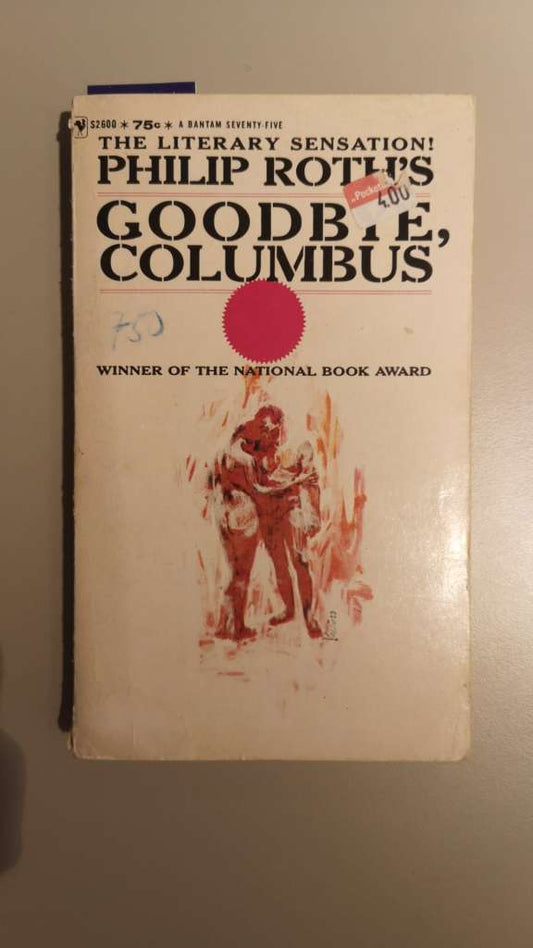 S2600 * 75¢ * A BANTAM SEVENTY-FIVE
THE LITERARY SENSATION!
PHILIP ROTH'S
Pocket
4.00
GOODBYE,
COLUMBUS
750
WINNER OF THE NATIONAL BOOK AWARD